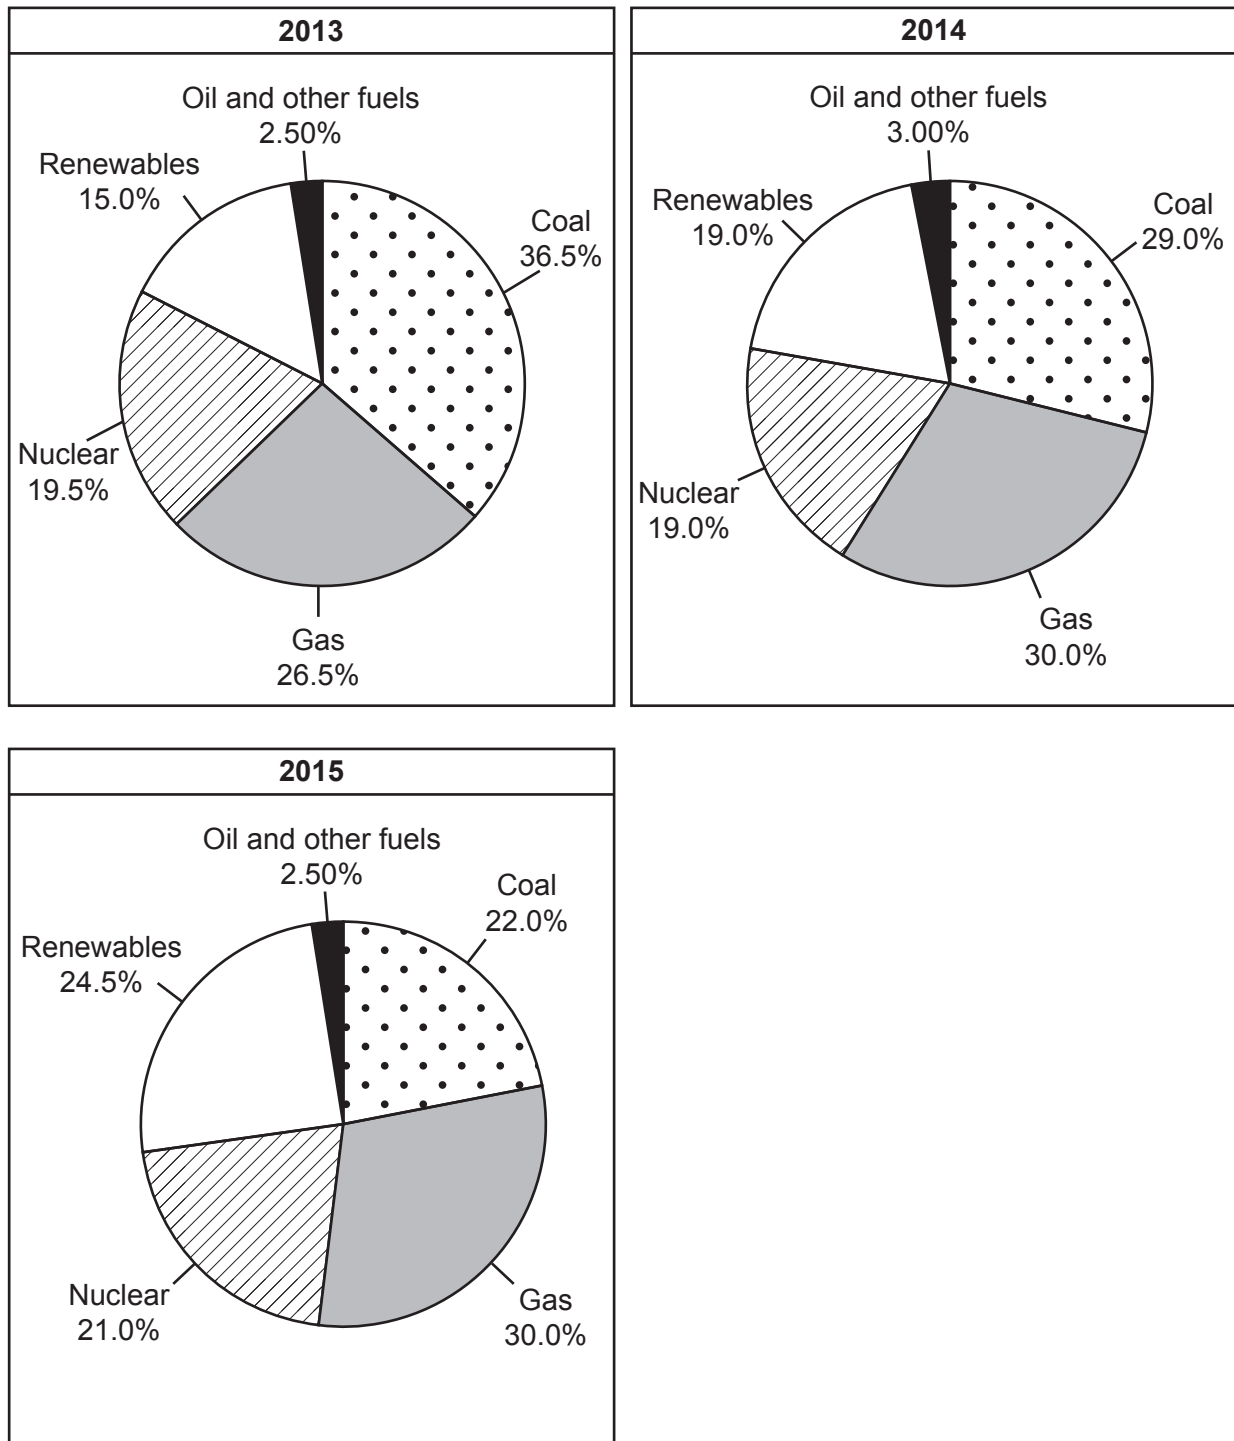 2013
Oil and other fuels
2.50%
Renewables
15.0%
Coal
36.5%
Nuclear
19.5%
Gas
26.5%
2014
Oil and other fuels
3.00%
Renewables
19.0%
Coal
29.0%
Nuclear
19.0%
Gas
30.0%
2015
Oil and other fuels
2.50%
Coal
22.0%
Renewables
24.5%
Nuclear
21.0%
Gas
30.0%